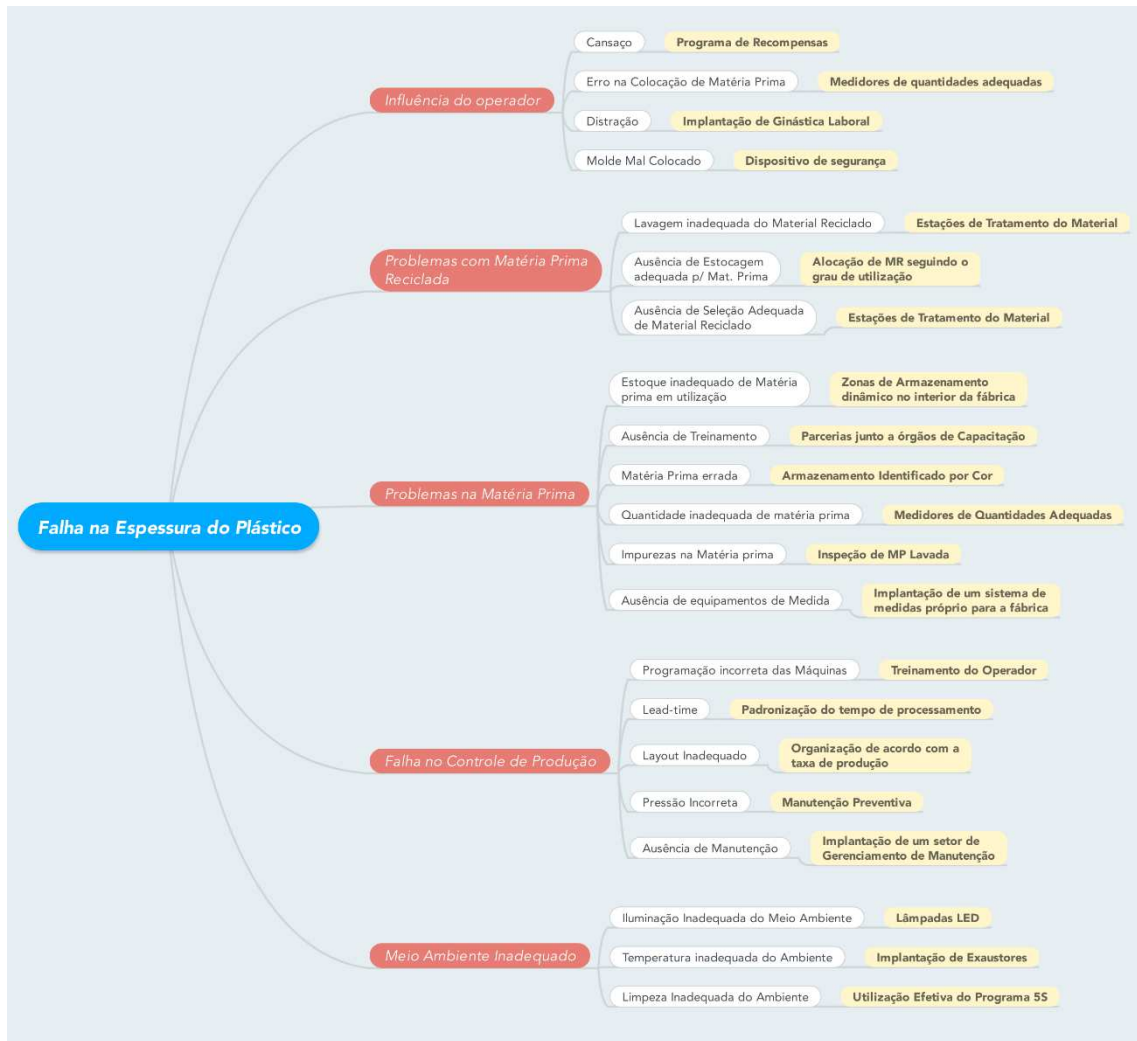 Cansaço
Programa de Recompensas
Erro na Colocação de Matéria Prima
Medidores de quantidades adequadas
Influência do operador
Distração
Implantação de Ginástica Laboral
Molde Mal Colocado
Dispositivo de segurança
Lavagem inadequada do Material Reciclado
Estações de Tratamento do Material
Problemas com Matéria Prima
Reciclada
Ausência de Estocagem
adequada p/ Mat. Prima
Alocação de MR seguindo o
grau de utilização
Ausência de Seleção Adequada
de Material Reciclado
Estações de Tratamento do Material
Estoque inadequado de Matéria
prima em utilização
Zonas de Armazenamento
dinâmico no interior da fábrica
Ausência de Treinamento
Parcerias junto a órgãos de Capacitação
Matéria Prima errada
Armazenamento Identificado por Cor
Problemas na Matéria Prima
Quantidade inadequada de matéria prima
Medidores de Quantidades Adequadas
Falha na Espessura do Plástico
Impurezas na Matéria prima
Inspeção de MP Lavada
Ausência de equipamentos de Medida
Implantação de um sistema de
medidas próprio para a fábrica
Programação incorreta das Máquinas
Treinamento do Operador
Lead-time
Padronização do tempo de processamento
Falha no Controle de Produção
Layout Inadequado
Organização de acordo com a
taxa de produção
Pressão Incorreta
Manutenção Preventiva
Ausência de Manutenção
Implantação de um setor de
Gerenciamento de Manutenção
Iluminação Inadequada do Meio Ambiente
Lâmpadas LED
Meio Ambiente Inadequado
Temperatura inadequada do Ambiente
Implantação de Exaustores
Limpeza Inadequada do Ambiente
Utilização Efetiva do Programa 5S